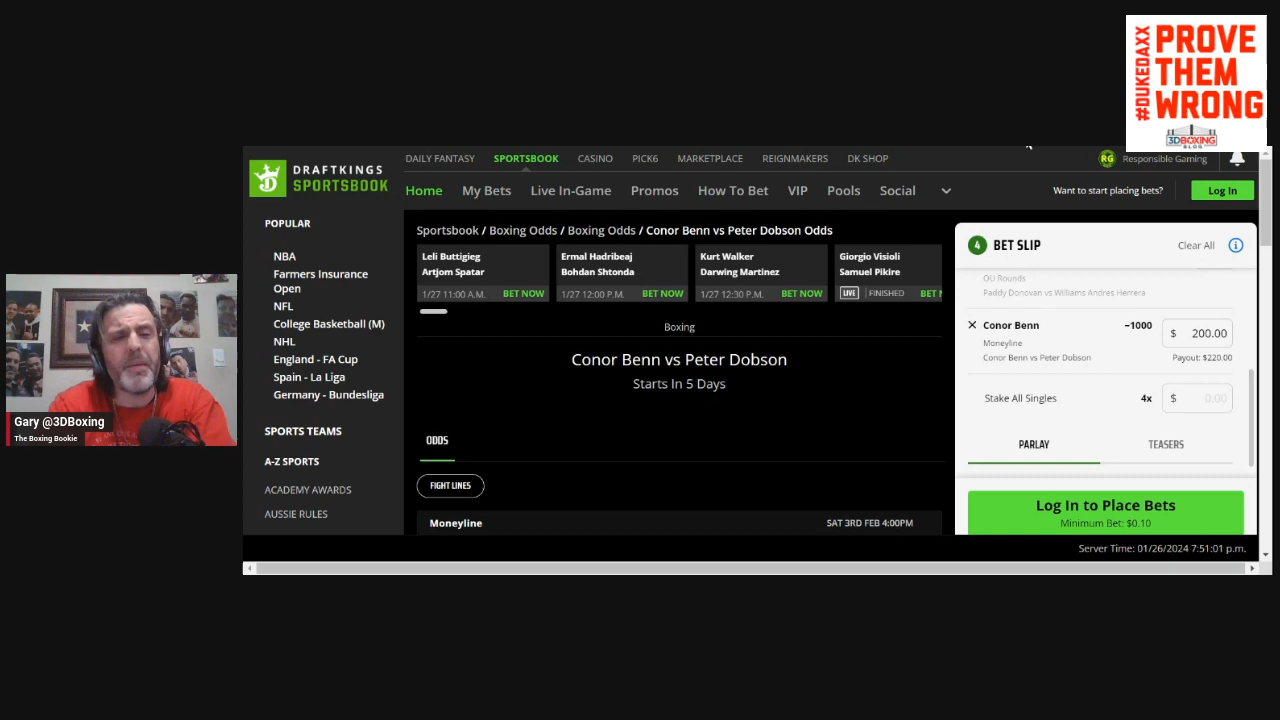 #DUKEDAXX
PROVE
THEM
WRONG
3DBOXING
BLOG
DRAFTKINGS
SPORTSBOOK
DAILY FANTASY SPORTSBOOK CASINO PICK6 MARKETPLACE REIGNMAKERS DK SHOP
RG Responsible Gaming
Home My Bets Live In-Game Promos How To Bet VIP Pools Social
Want to start placing bets? Log In
POPULAR
NBA
Farmers Insurance
Open
NFL
College Basketball (M)
NHL
England - FA Cup
Spain - La Liga
Germany - Bundesliga
SPORTS TEAMS
A-Z SPORTS
ACADEMY AWARDS
AUSSIE RULES
Sportsbook / Boxing Odds / Boxing Odds / Conor Benn vs Peter Dobson Odds
Leli Buttigieg
Artjom Spatar
1/27 11:00 A.M. BET NOW
Ermal Hadribeaj
Bohdan Shtonda
1/27 12:00 P.M. BET NOW
Kurt Walker
Darwing Martinez
1/27 12:30 P.M. BET NOW
Giorgio Visioli
Samuel Pikire
LIVE FINISHED BET N
Boxing
Conor Benn vs Peter Dobson
Starts In 5 Days
ODDS
FIGHT LINES
Moneyline SAT 3RD FEB 4:00PM
4 BET SLIP Clear All
OU Rounds
Paddy Donovan vs Williams Andres Herrera
Conor Benn −1000 $ 200.00
Moneyline
Conor Benn vs Peter Dobson Payout: $220.00
Stake All Singles 4x $ 0.00
PARLAY TEASERS
Log In to Place Bets
Minimum Bet: $0.10
Server Time: 01/26/2024 7:51:01 p.m.
Gary @3DBoxing
The Boxing Bookie